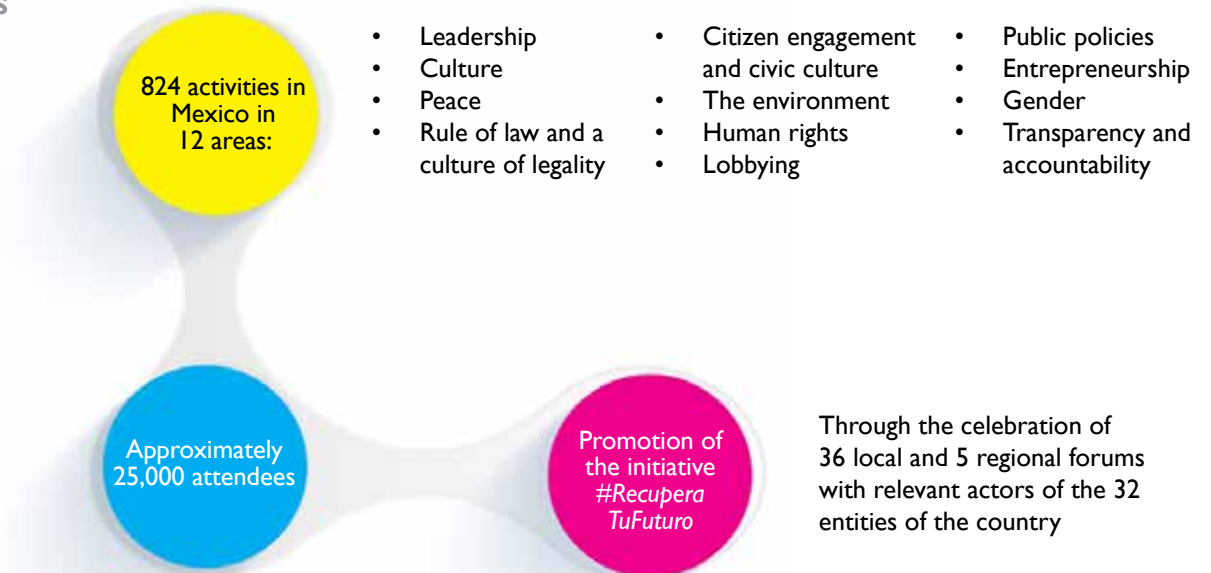 824 activities in
Mexico in
12 areas:
• Leadership
• Culture
• Peace
• Rule of law and a
culture of legality
• Citizen engagement
and civic culture
• The environment
• Human rights
• Lobbying
• Public policies
• Entrepreneurship
• Gender
• Transparency and
accountability
Approximately
25,000 attendees
Promotion of
the initiative
#Recupera
TuFuturo
Through the celebration of
36 local and 5 regional forums
with relevant actors of the 32
entities of the country